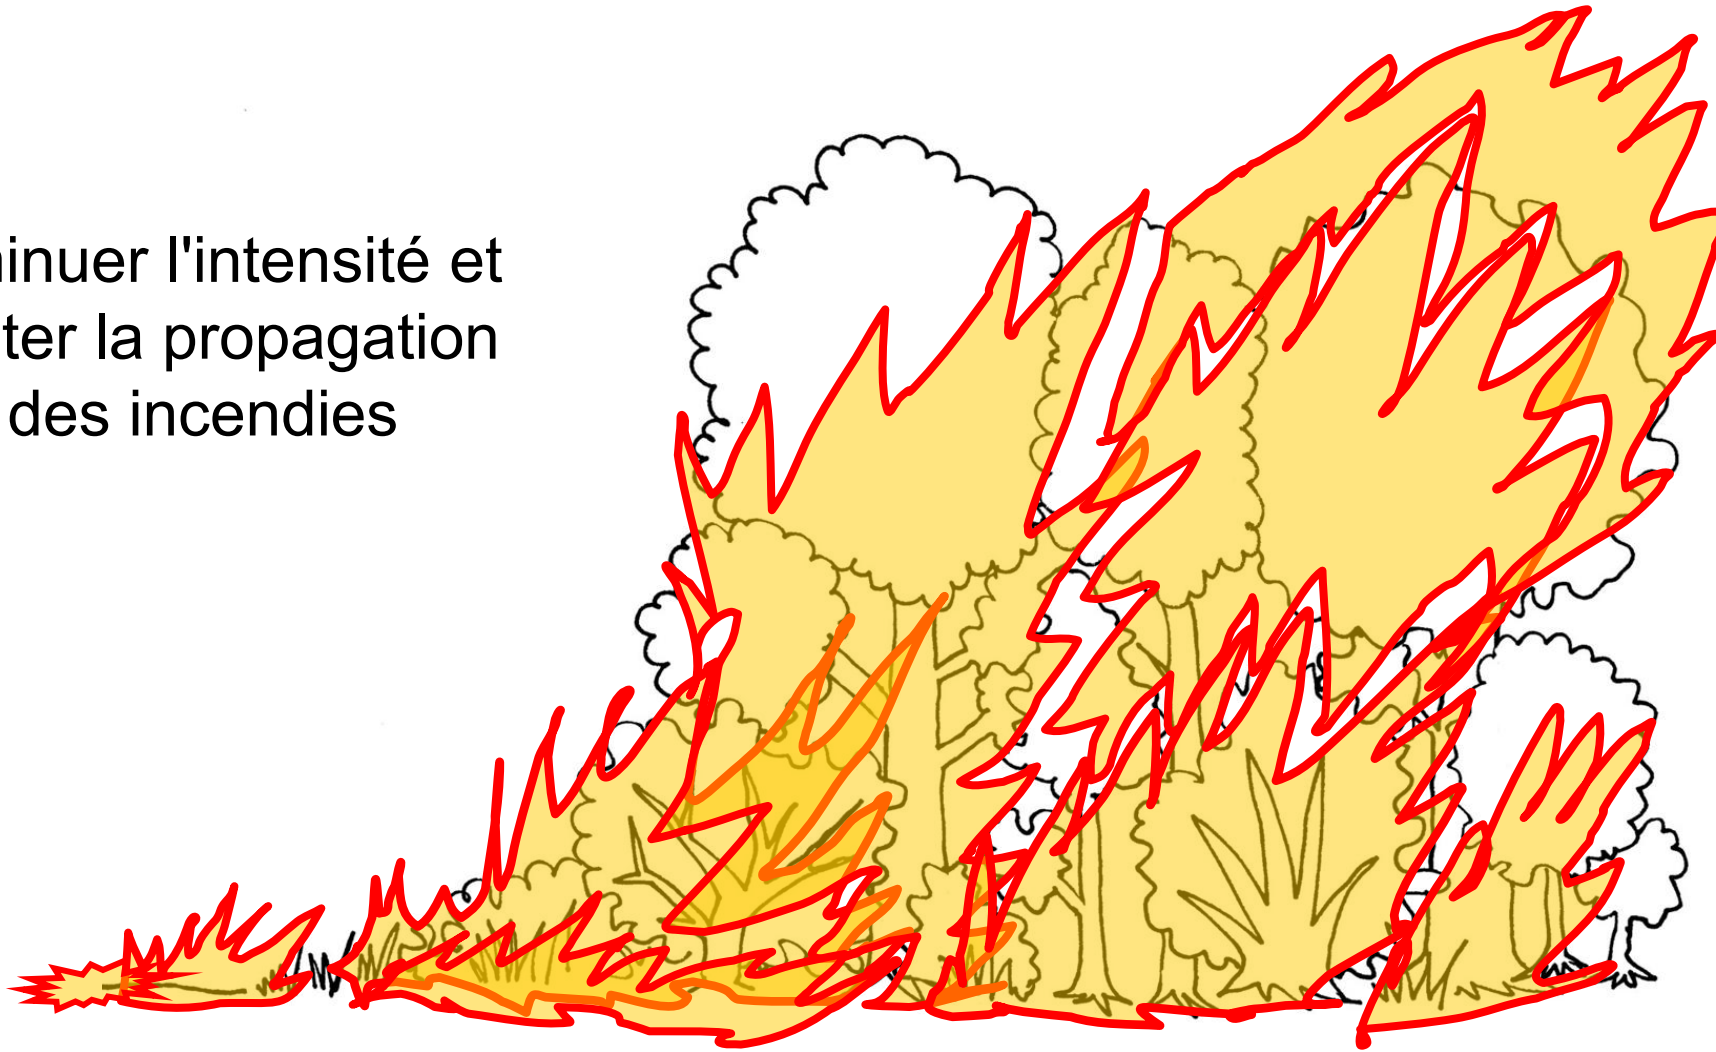 inuer l'intensité et
ter la propagation
des incendies